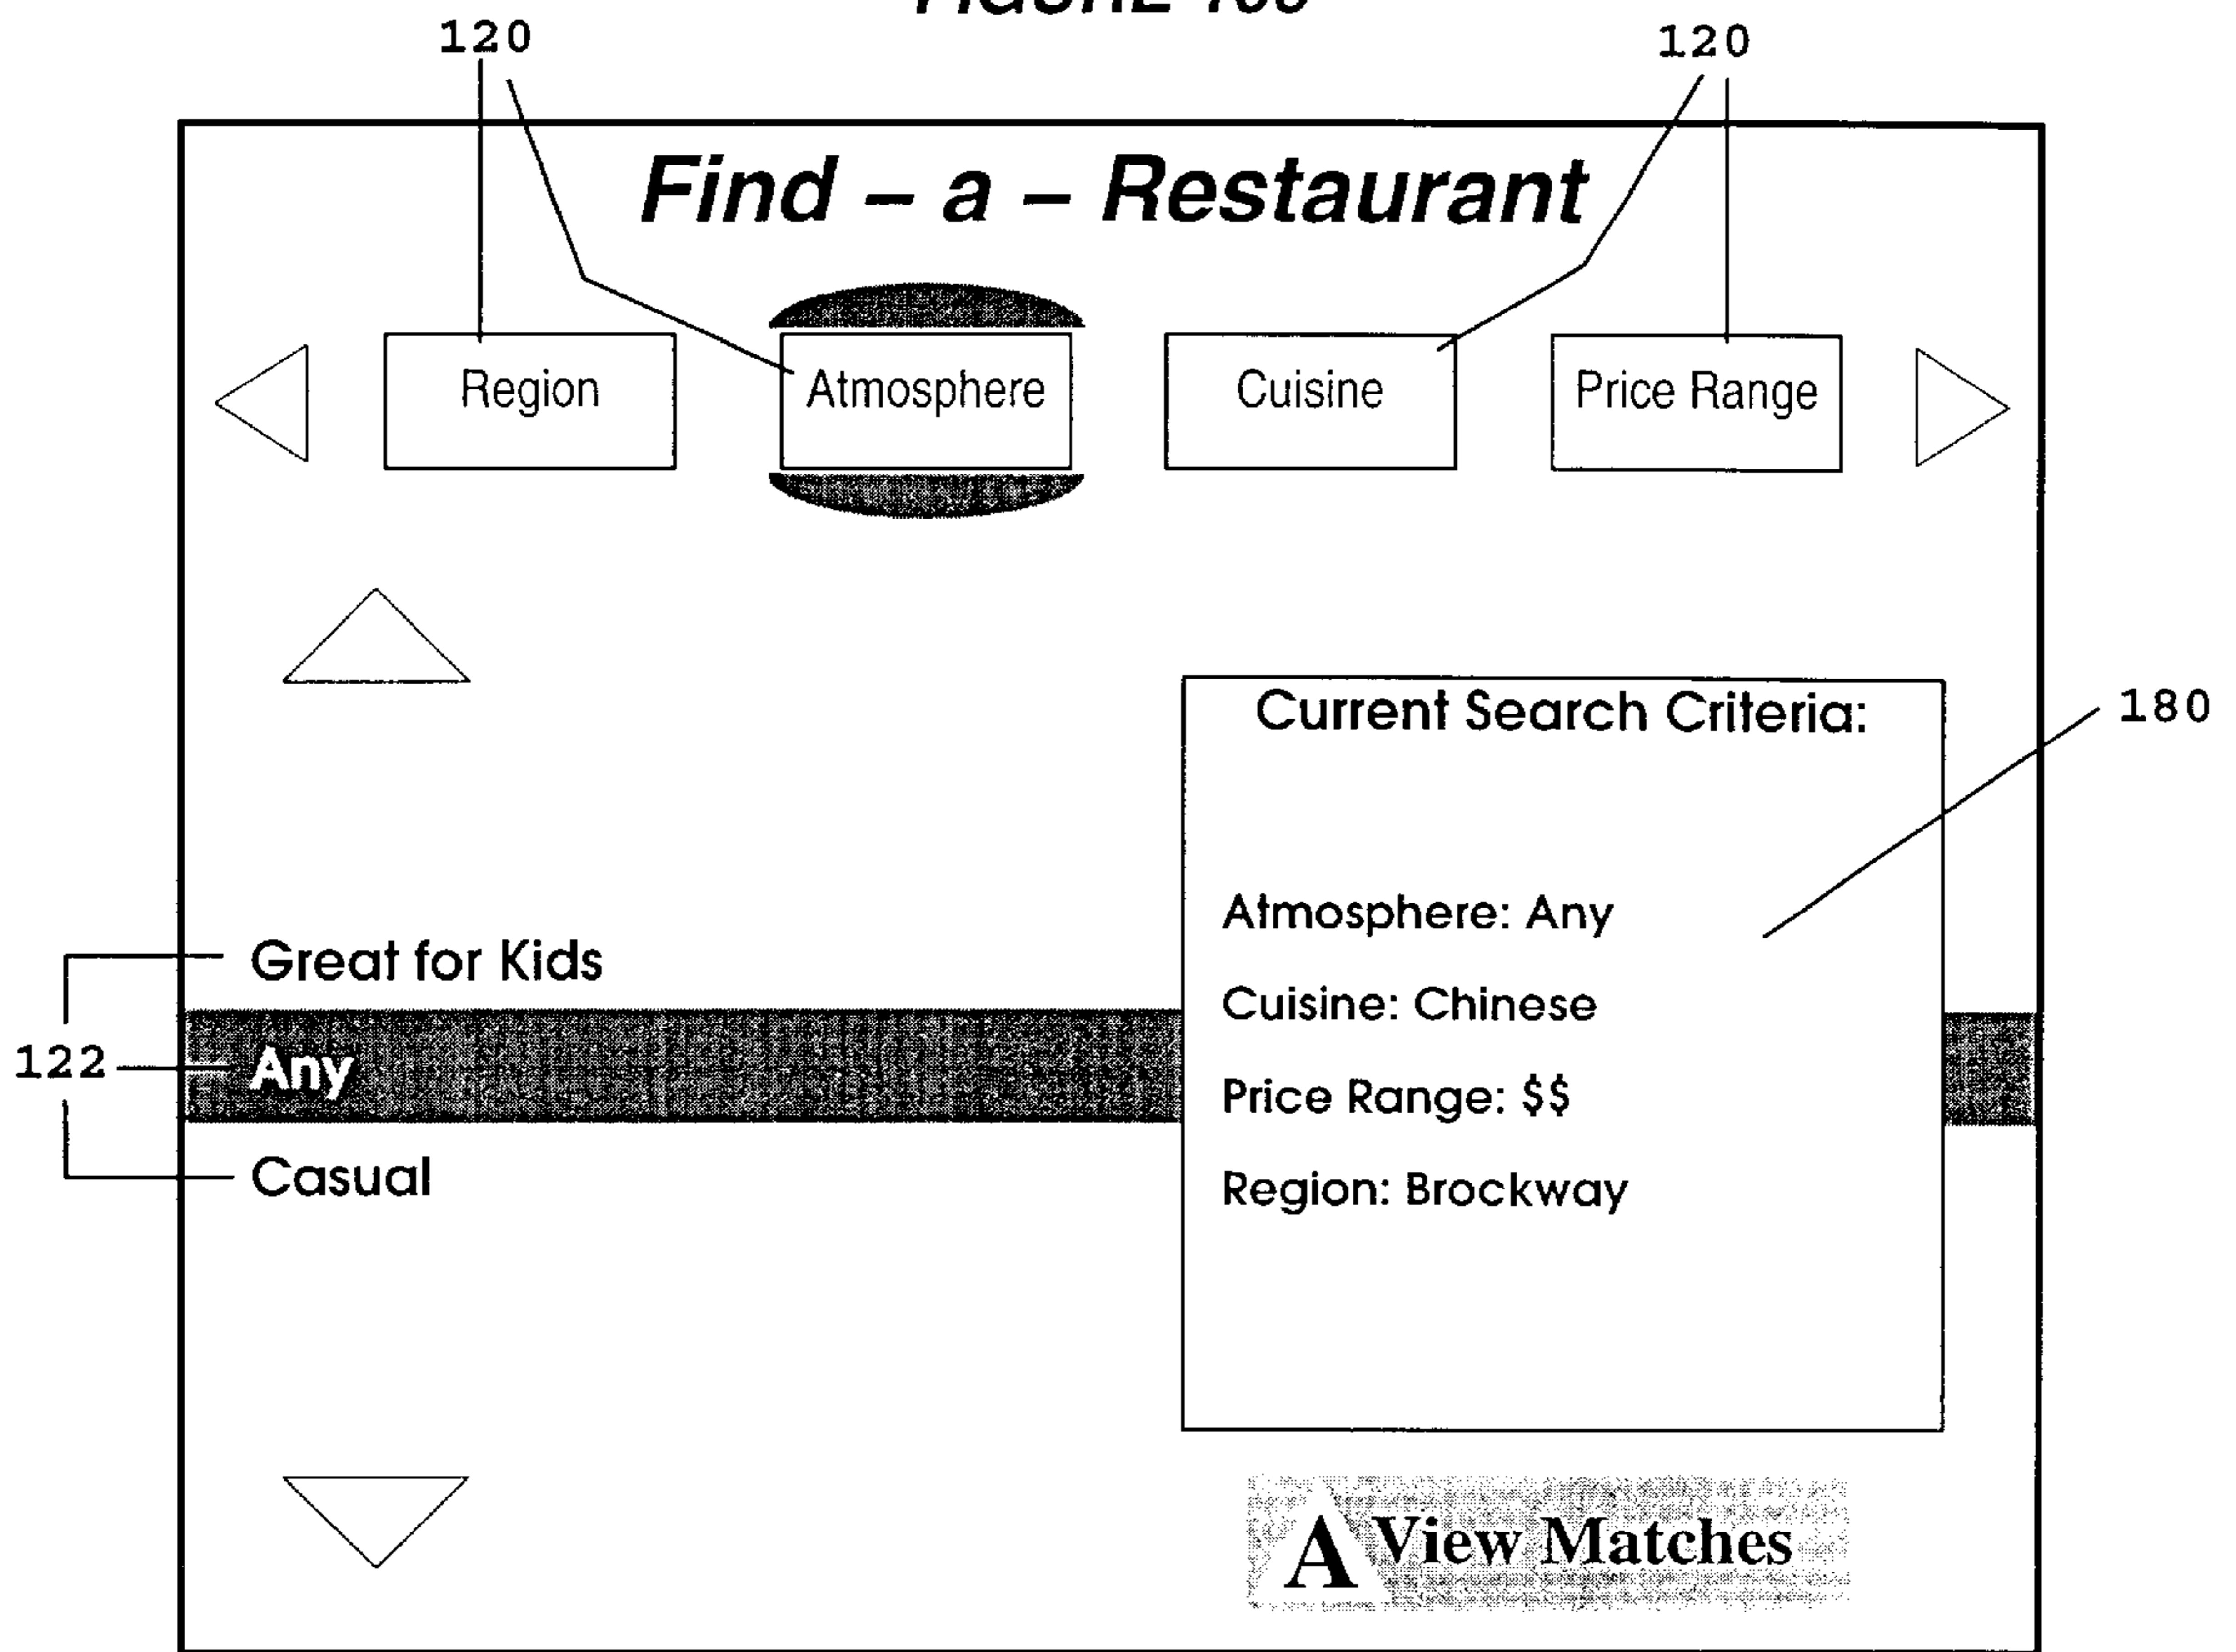 120 120
Find – a – Restaurant
Region Atmosphere Cuisine Price Range
Current Search Criteria:
180
Atmosphere: Any
Great for Kids
Cuisine: Chinese
122 Any
Price Range: $$
Casual
Region: Brockway
A View Matches